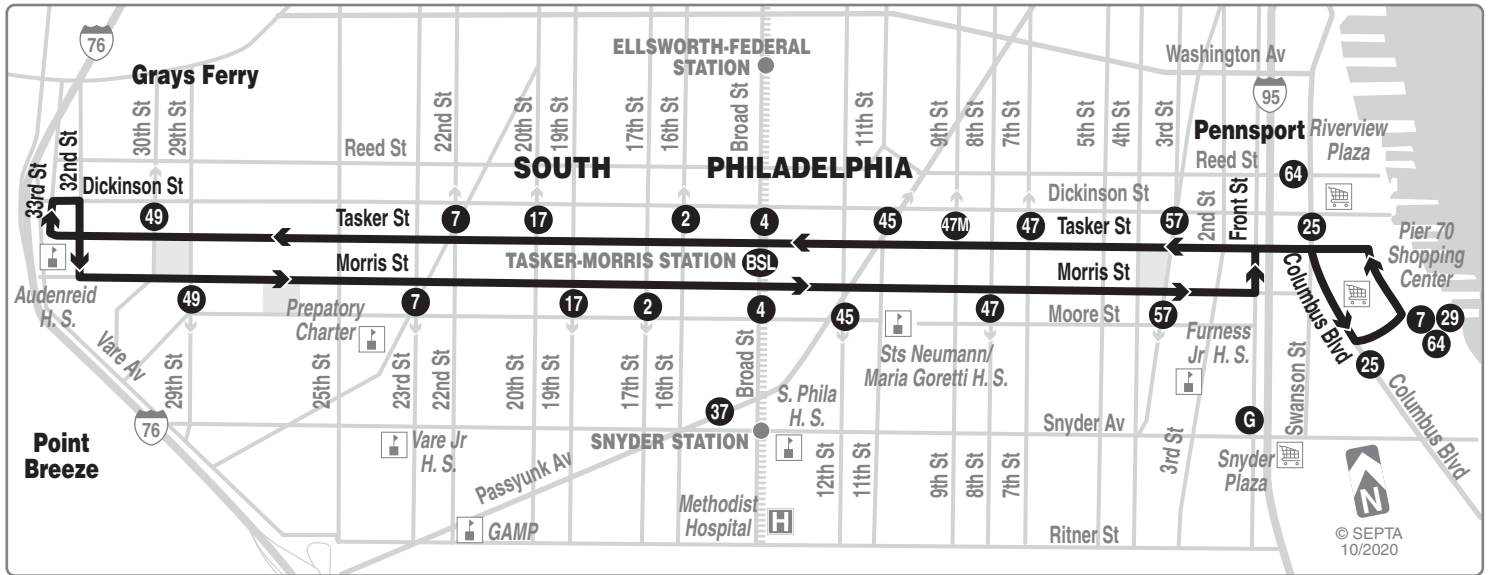 76
Grays Ferry
ELLSWORTH-FEDERAL
STATION
Washington Av
95
30th St
29th St
22nd St
20th St
19th St
17th St
16th St
Broad St
11th St
9th St
8th St
7th St
5th St
4th St
3rd St
Pennsport
Riverview
Plaza
Reed St
Reed St
64
33rd St
32nd St
SOUTH PHILADELPHIA
Dickinson St
Dickinson St
2nd St
Front St
49
Tasker St
7
17
2
4
45
47M
47
Tasker St
57
25
Pier 70
Shopping
Center
Morris St
TASKER-MORRIS STATION
BSL
Morris St
Columbus Blvd
Audenreid
H. S.
49
Prepatory
Charter
7
17
2
4
45
47
Moore St
57
7
29
64
Sts Neumann/
Maria Goretti H. S.
Furness
Jr H. S.
25
Vare Av
29th St
25th St
23rd St
22nd St
20th St
19th St
17th St
16th St
Broad St
37
S. Phila
H. S.
Swanson St
Columbus Blvd
76
Point
Breeze
Vare Jr
H. S.
SNYDER STATION
Snyder Av
G
Passyunk Av
12th St
11th St
9th St
8th St
7th St
3rd St
Snyder
Plaza
N
GAMP
Methodist
Hospital
H
Ritner St
© SEPTA
10/2020